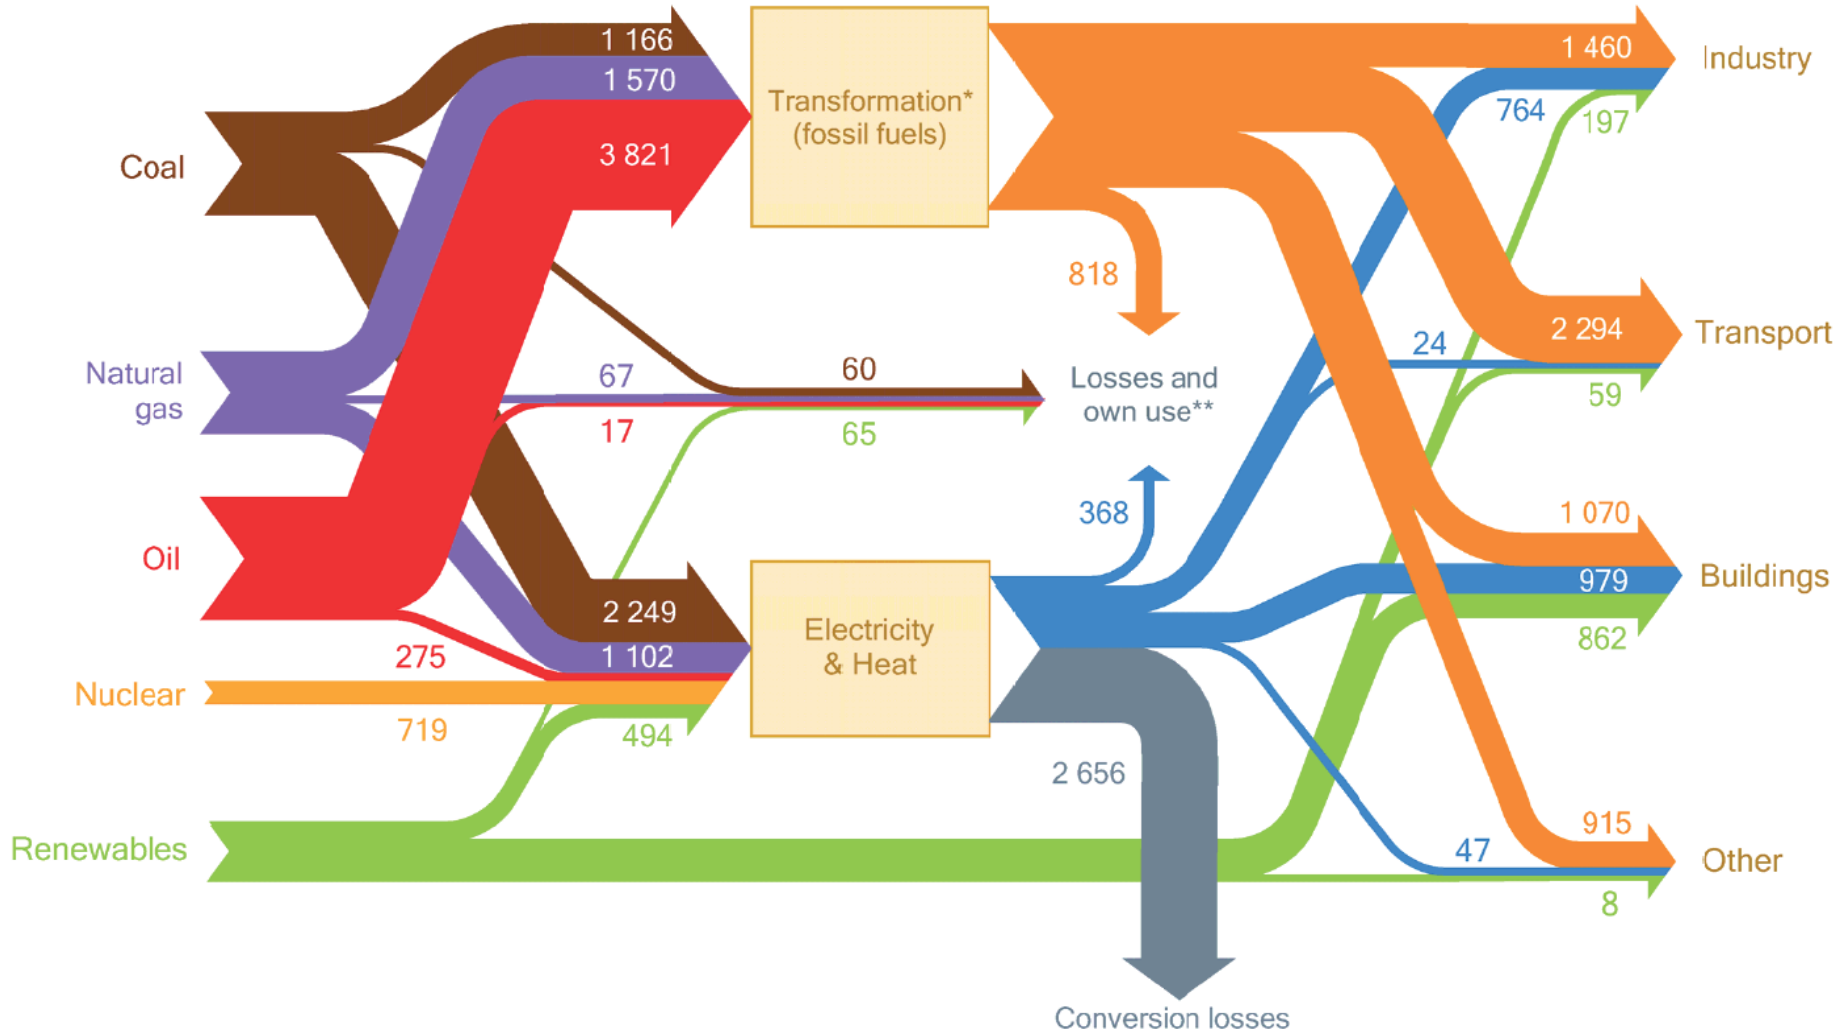 1 166
1 570
3 821
Transformation*
(fossil fuels)
1 460
Industry
764
197
Coal
818
24
2 294
Transport
59
Natural
gas
67
17
60
65
Losses and
own use**
368
1 070
979
Buildings
862
Oil
275
2 249
1 102
Electricity
& Heat
Nuclear
719
494
2 656
Renewables
915
47
Other
8
Conversion losses